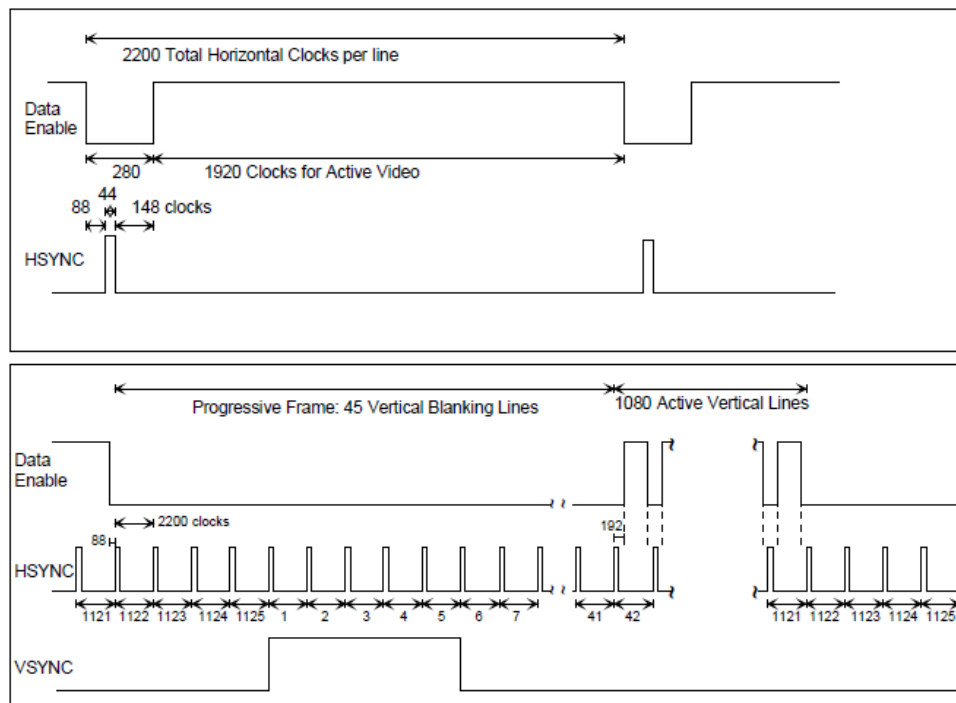 2200 Total Horizontal Clocks per line
Data
Enable
280
1920 Clocks for Active Video
44
88
148 clocks
HSYNC
Progressive Frame: 45 Vertical Blanking Lines
1080 Active Vertical Lines
Data
Enable
2200 clocks
88
192
HSYNC
1121 1122 1123 1124 1125 1 2 3 4 5 6 7 41 42 1121 1122 1123 1124 1125
VSYNC